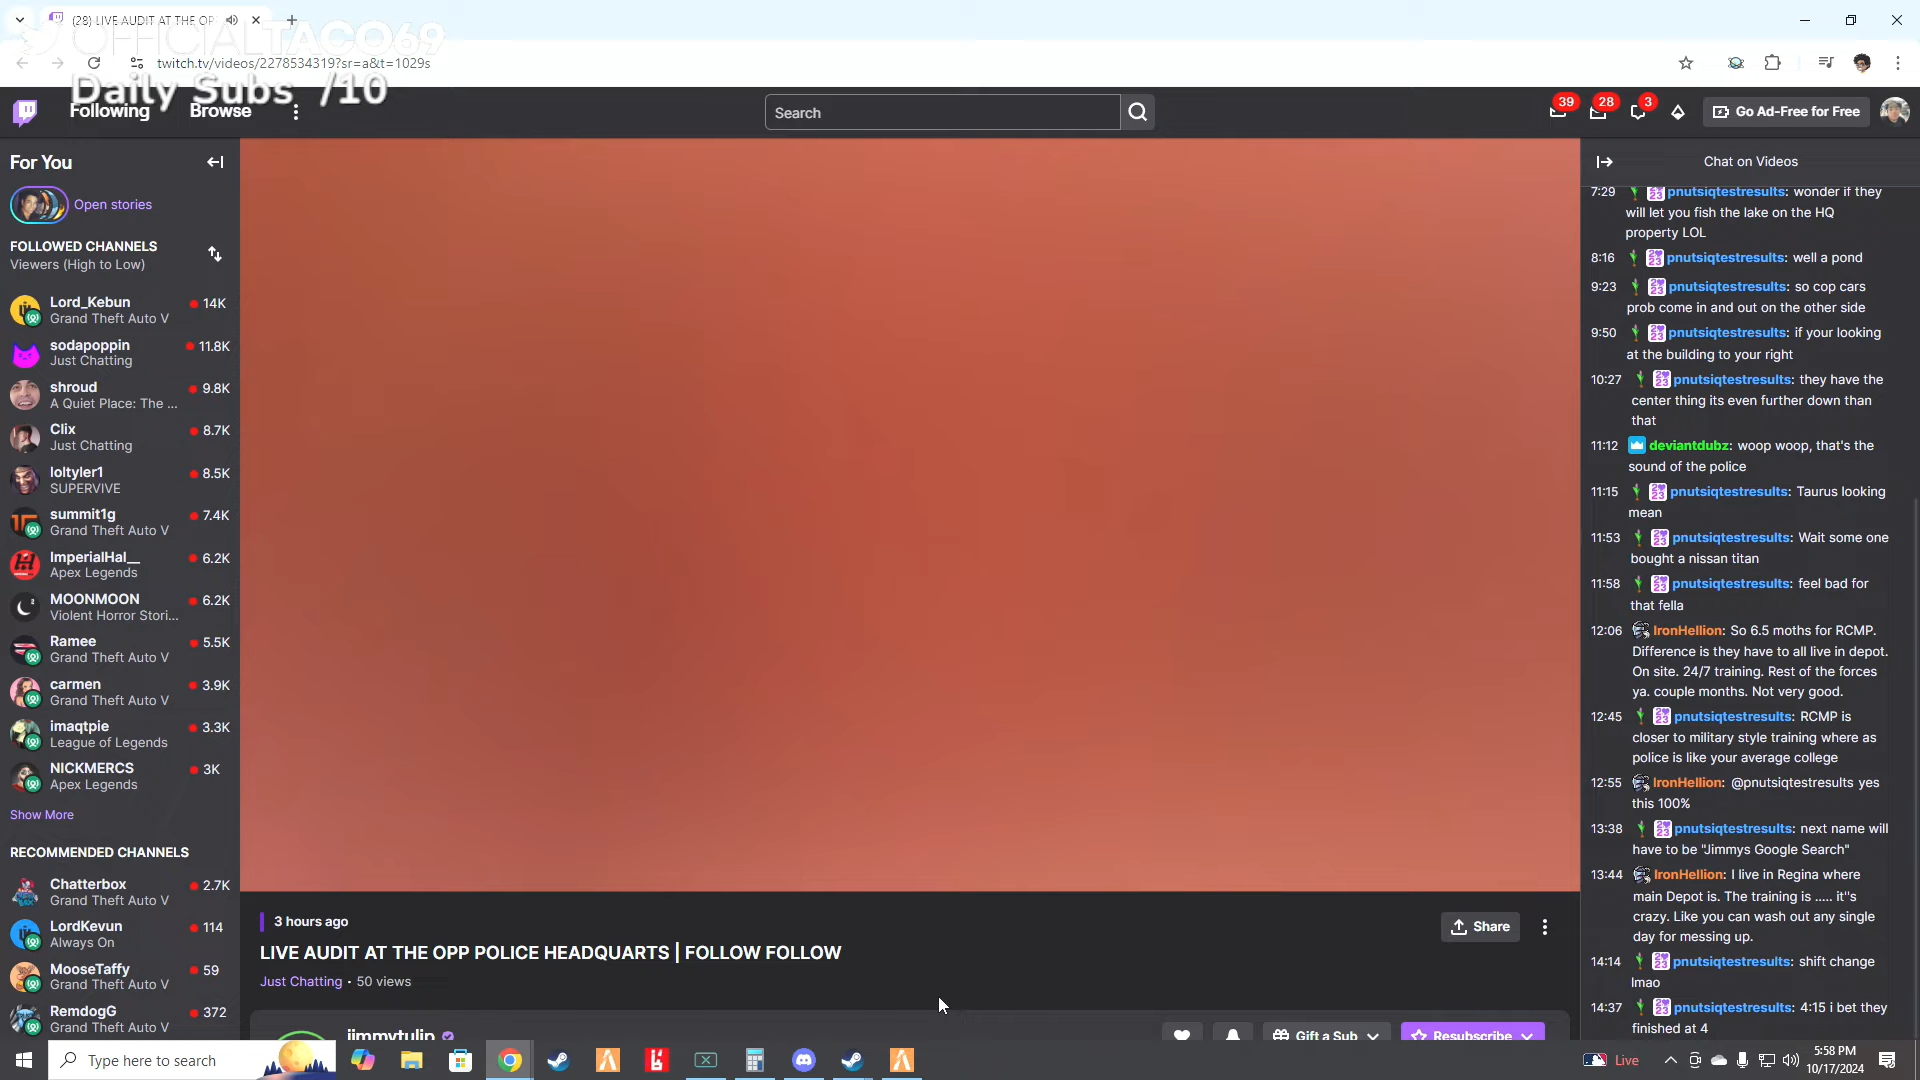 (28) LIVE AUDIT AT THE OP
OFFICIALTACO69
twitch.tv/videos/2278534319?sr=a&t=1029s
Daily Subs /10
Following
Browse
Search
39
28
3
Go Ad-Free for Free
For You
Open stories
FOLLOWED CHANNELS
Viewers (High to Low)
Lord_Kebun
14K
Grand Theft Auto V
sodapoppin
11.8K
Just Chatting
shroud
9.8K
A Quiet Place: The ...
Clix
8.7K
Just Chatting
loltyler1
8.5K
SUPERVIVE
summit1g
7.4K
Grand Theft Auto V
ImperialHal__
6.2K
Apex Legends
MOONMOON
6.2K
Violent Horror Stori...
Ramee
5.5K
Grand Theft Auto V
carmen
3.9K
Grand Theft Auto V
imaqtpie
3.3K
League of Legends
NICKMERCS
3K
Apex Legends
Show More
RECOMMENDED CHANNELS
Chatterbox
2.7K
Grand Theft Auto V
LordKevun
114
Always On
MooseTaffy
59
Grand Theft Auto V
RemdogG
372
Grand Theft Auto V
3 hours ago
Share
LIVE AUDIT AT THE OPP POLICE HEADQUARTS | FOLLOW FOLLOW
Just Chatting • 50 views
jimmytulip
Gift a Sub
Resubscribe
Chat on Videos
7:29 pnutsiqtestresults: wonder if they
will let you fish the lake on the HQ
property LOL
8:16 pnutsiqtestresults: well a pond
9:23 pnutsiqtestresults: so cop cars
prob come in and out on the other side
9:50 pnutsiqtestresults: if your looking
at the building to your right
10:27 pnutsiqtestresults: they have the
center thing its even further down than
that
11:12 deviantdubz: woop woop, that's the
sound of the police
11:15 pnutsiqtestresults: Taurus looking
mean
11:53 pnutsiqtestresults: Wait some one
bought a nissan titan
11:58 pnutsiqtestresults: feel bad for
that fella
12:06 IronHellion: So 6.5 moths for RCMP.
Difference is they have to all live in depot.
On site. 24/7 training. Rest of the forces
ya. couple months. Not very good.
12:45 pnutsiqtestresults: RCMP is
closer to military style training where as
police is like your average college
12:55 IronHellion: @pnutsiqtestresults yes
this 100%
13:38 pnutsiqtestresults: next name will
have to be "Jimmys Google Search"
13:44 IronHellion: I live in Regina where
main Depot is. The training is ..... it"s
crazy. Like you can wash out any single
day for messing up.
14:14 pnutsiqtestresults: shift change
lmao
14:37 pnutsiqtestresults: 4:15 i bet they
finished at 4
Type here to search
Live
5:58 PM
10/17/2024